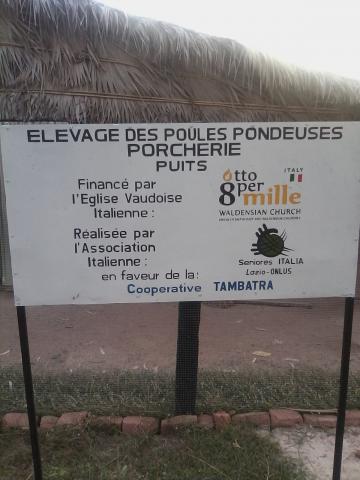 ELEVAGE DES POULES PONDEUSES
PORCHERIE
PUITS
Financé par
l'Eglise Vaudoise
Italienne :
Réalisée par
l'Association
Italienne :
en faveur de la:
Cooperative TAMBATRA
ITALY
8 otto
per
mille
WALDENSIAN CHURCH
Seniores ITALIA
Lazio-ONLUS